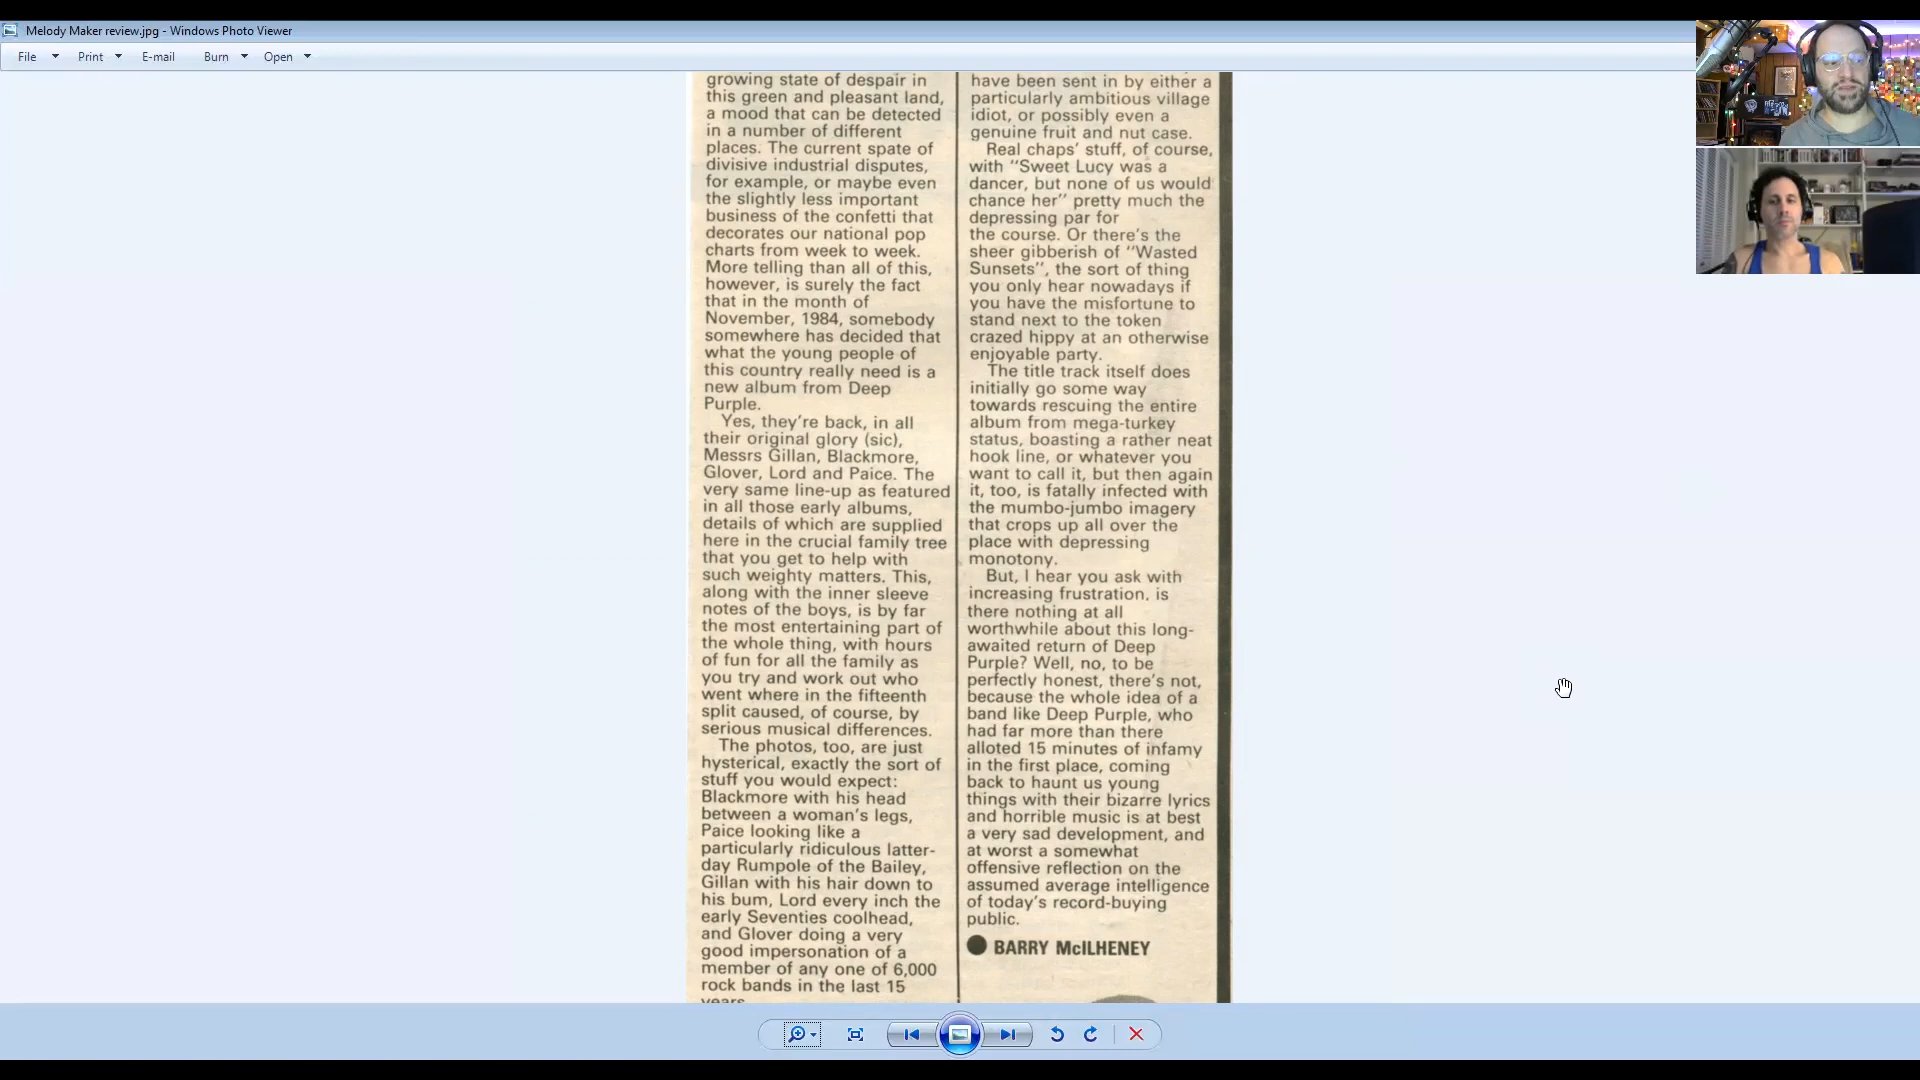 Melody Maker review.jpg - Windows Photo Viewer
File Print E-mail Burn Open
growing state of despair in
this green and pleasant land,
a mood that can be detected
in a number of different
places. The current spate of
divisive industrial disputes,
for example, or maybe even
the slightly less important
business of the confetti that
decorates our national pop
charts from week to week.
More telling than all of this,
however, is surely the fact
that in the month of
November, 1984, somebody
somewhere has decided that
what the young people of
this country really need is a
new album from Deep
Purple.
Yes, they're back, in all
their original glory (sic),
Messrs Gillan, Blackmore,
Glover, Lord and Paice. The
very same line-up as featured
in all those early albums,
details of which are supplied
here in the crucial family tree
that you get to help with
such weighty matters. This,
along with the inner sleeve
notes of the boys, is by far
the most entertaining part of
the whole thing, with hours
of fun for all the family as
you try and work out who
went where in the fifteenth
split caused, of course, by
serious musical differences.
The photos, too, are just
hysterical, exactly the sort of
stuff you would expect:
Blackmore with his head
between a woman's legs,
Paice looking like a
particularly ridiculous latter-
day Rumpole of the Bailey,
Gillan with his hair down to
his bum, Lord every inch the
early Seventies coolhead,
and Glover doing a very
good impersonation of a
member of any one of 6,000
rock bands in the last 15
years
have been sent in by either a
particularly ambitious village
idiot, or possibly even a
genuine fruit and nut case.
Real chaps' stuff, of course,
with "Sweet Lucy was a
dancer, but none of us would
chance her" pretty much the
depressing par for
the course. Or there's the
sheer gibberish of "Wasted
Sunsets", the sort of thing
you only hear nowadays if
you have the misfortune to
stand next to the token
crazed hippy at an otherwise
enjoyable party.
The title track itself does
initially go some way
towards rescuing the entire
album from mega-turkey
status, boasting a rather neat
hook line, or whatever you
want to call it, but then again
it, too, is fatally infected with
the mumbo-jumbo imagery
that crops up all over the
place with depressing
monotony.
But, I hear you ask with
increasing frustration, is
there nothing at all
worthwhile about this long-
awaited return of Deep
Purple? Well, no, to be
perfectly honest, there's not,
because the whole idea of a
band like Deep Purple, who
had far more than there
alloted 15 minutes of infamy
in the first place, coming
back to haunt us young
things with their bizarre lyrics
and horrible music is at best
a very sad development, and
at worst a somewhat
offensive reflection on the
assumed average intelligence
of today's record-buying
public.
BARRY McILHENEY